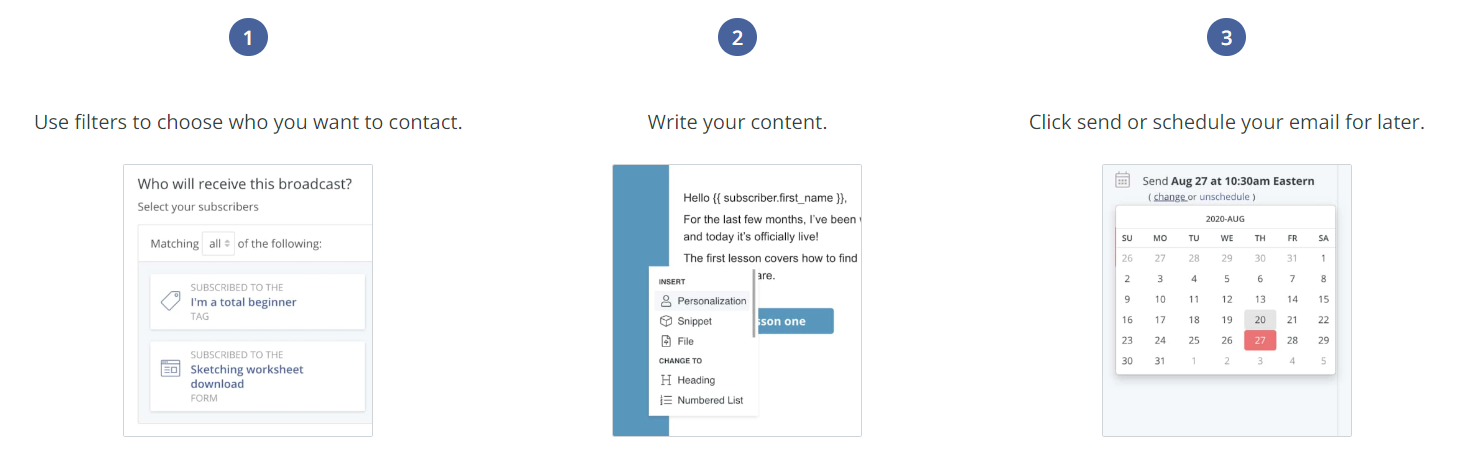 1
Use filters to choose who you want to contact.
Who will receive this broadcast?
Select your subscribers
Matching all of the following:
SUBSCRIBED TO THE
I'm a total beginner
TAG
SUBSCRIBED TO THE
Sketching worksheet
download
FORM
2
Write your content.
Hello {{ subscriber.first_name }},
For the last few months, I've been
and today it's officially live!
The first lesson covers how to find
are.
sson one
INSERT
Personalization
Snippet
File
CHANGE TO
Heading
Numbered List
3
Click send or schedule your email for later.
Send Aug 27 at 10:30am Eastern
( change or unschedule )
2020-AUG
SU MO TU WE TH FR SA
26 27 28 29 30 31 1
2 3 4 5 6 7 8
9 10 11 12 13 14 15
16 17 18 19 20 21 22
23 24 25 26 27 28 29
30 31 1 2 3 4 5